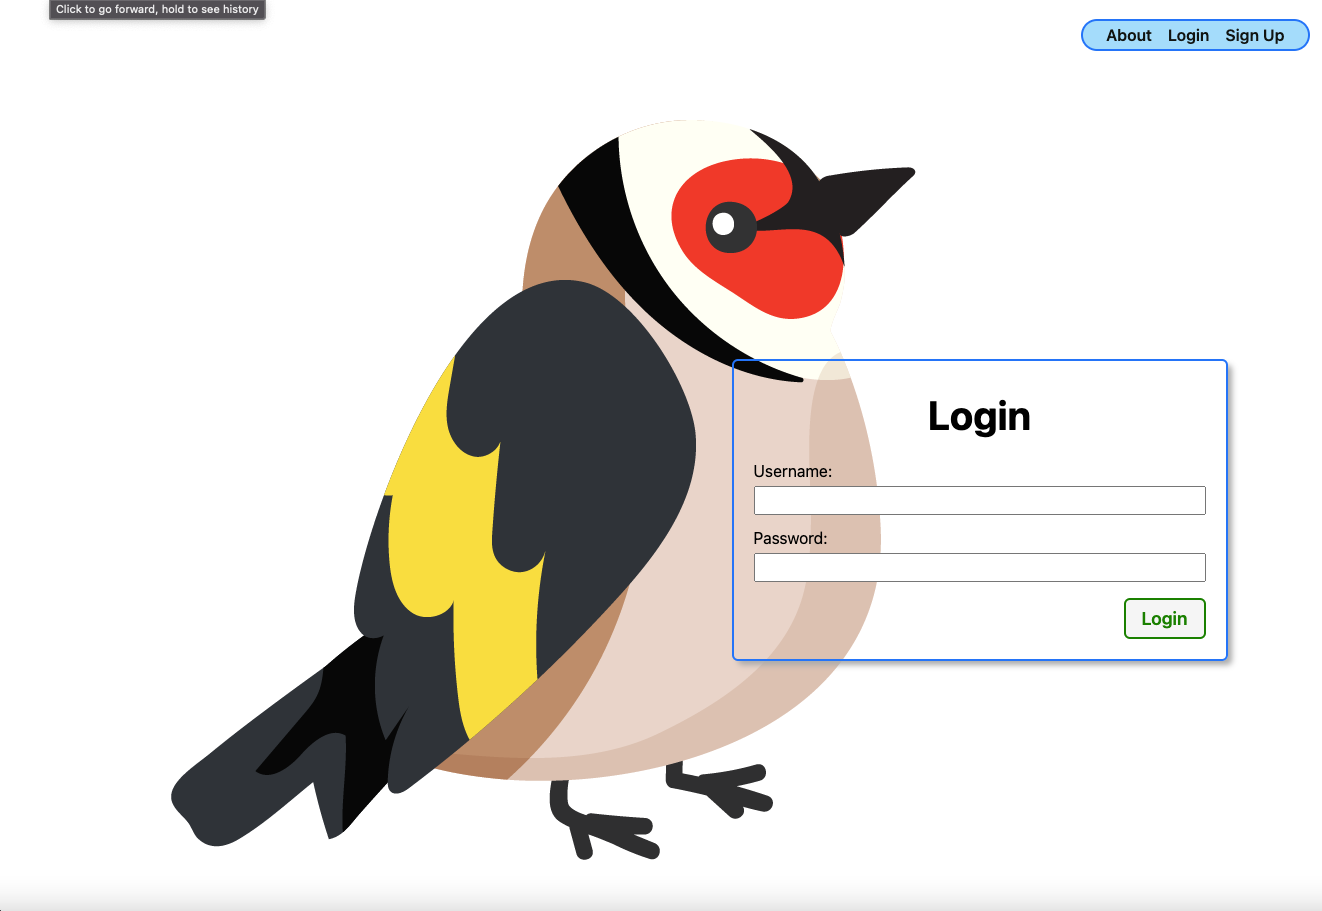 Click to go forward, hold to see history
About Login Sign Up
Login
Username:
Password:
Login